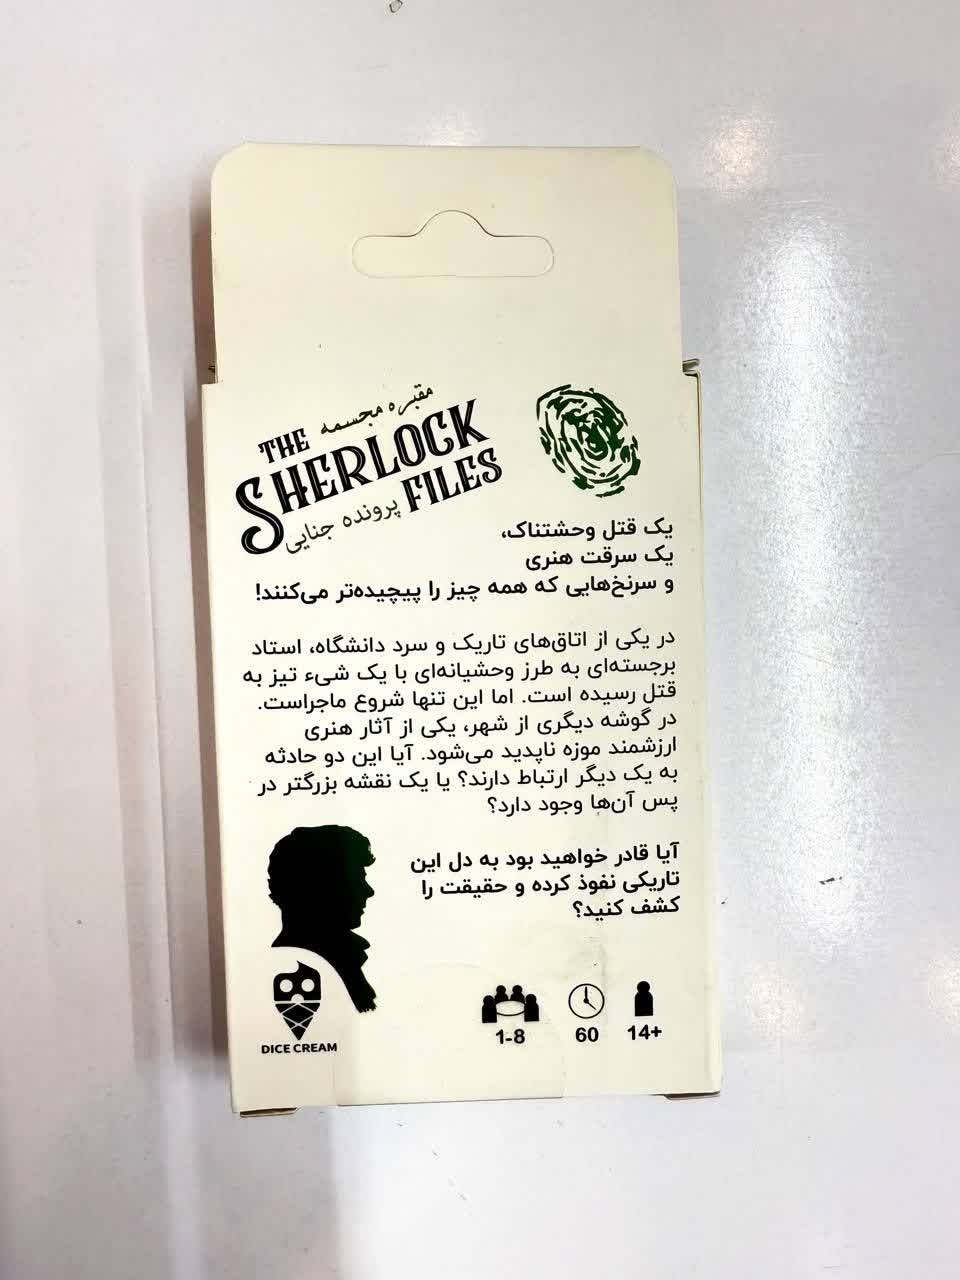 مقبره مجسمه
THE
SHERLOCK
FILES
پرونده جنایی
یک قتل وحشتناک،
یک سرقت هنری
و سرنخ‌هایی که همه چیز را پیچیده‌تر می‌کنند!
در یکی از اتاق‌های تاریک و سرد دانشگاه، استاد
برجسته‌ای به طرز وحشیانه‌ای با یک شیء تیز به
قتل رسیده است. اما این تنها شروع ماجراست.
در گوشه دیگری از شهر، یکی از آثار هنری
ارزشمند موزه ناپدید می‌شود. آیا این دو حادثه
به یک دیگر ارتباط دارند؟ یا یک نقشه بزرگتر در
پس آن‌ها وجود دارد؟
آیا قادر خواهید بود به دل این
تاریکی نفوذ کرده و حقیقت را
کشف کنید؟
DICE CREAM
1-8
60
14+